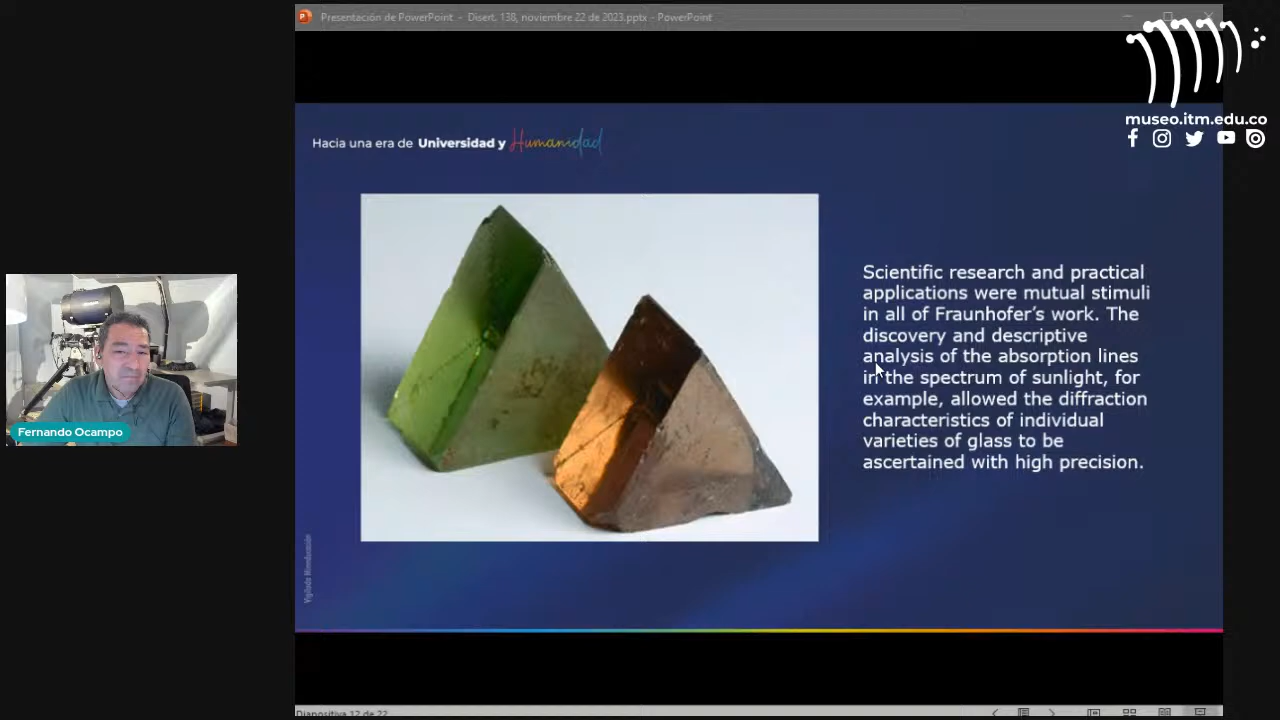 Presentación de PowerPoint - Disert. 138, noviembre 22 de 2023.pptx - PowerPoint
museo.itm.edu.co
Hacia una era de Universidad y Humanidad
Scientific research and practical
applications were mutual stimuli
in all of Fraunhofer's work. The
discovery and descriptive
analysis of the absorption lines
in the spectrum of sunlight, for
example, allowed the diffraction
characteristics of individual
varieties of glass to be
ascertained with high precision.
Fernando Ocampo
Vigilada Mineducación
Diapositiva 12 de 22